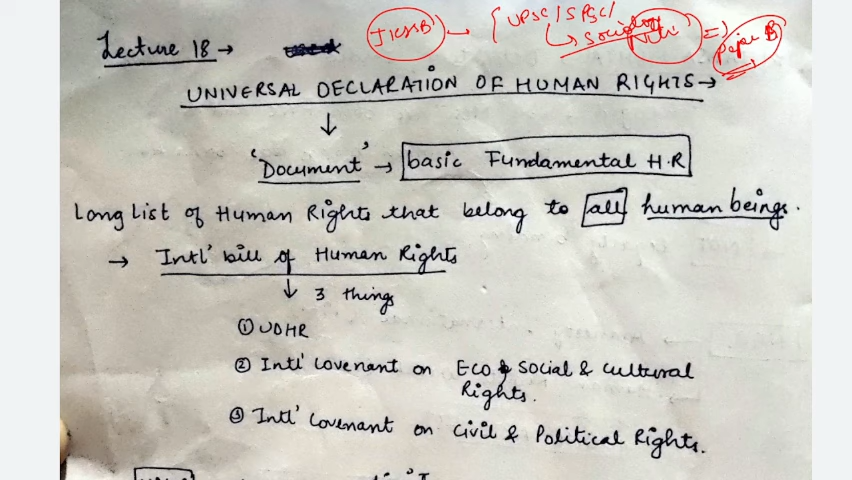 Lecture 18 →
JKSSB → ( UPSC / SPSC /
↳ Sociology
⇒) Paper B
UNIVERSAL DECLARATION OF HUMAN RIGHTS →
↓
'Document' → basic Fundamental H.R
Long list of Human Rights that belong to all human beings.
→ Intl' bill of Human Rights
↓ 3 things
① UDHR
② Intl' covenant on Eco & Social & cultural
Rights.
③ Intl' covenant on civil & Political Rights.